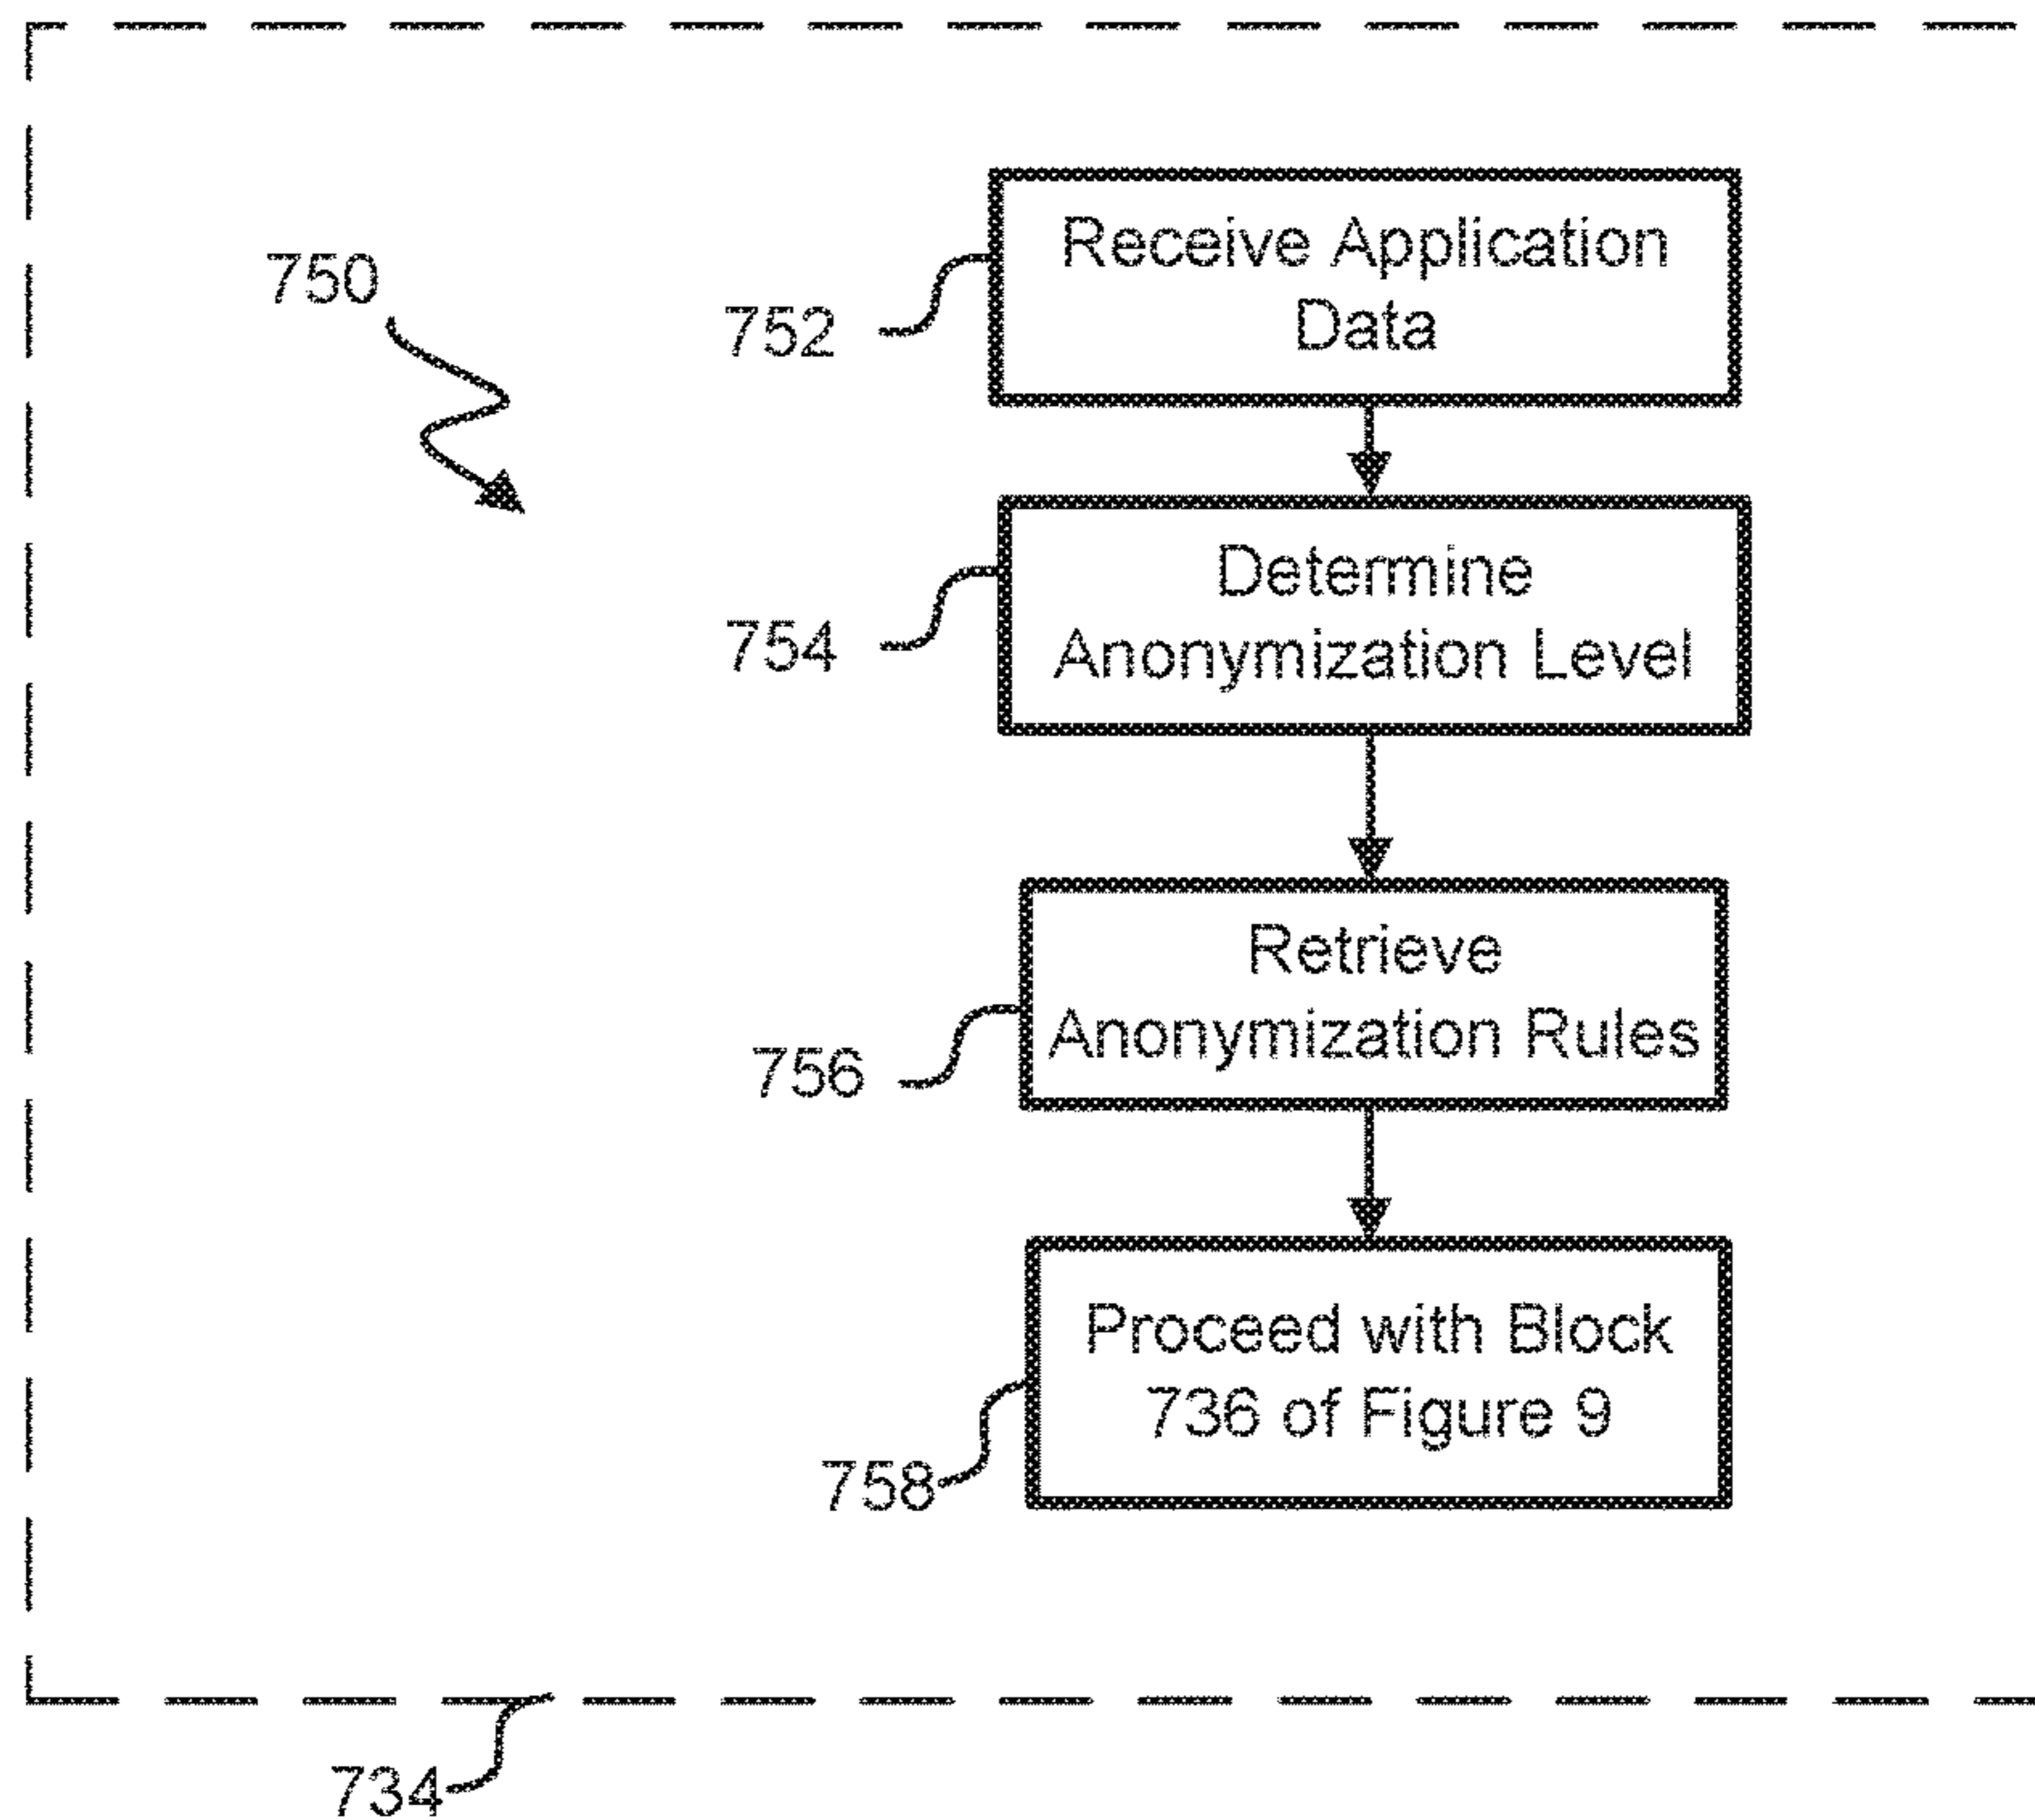 750
752
Receive Application
Data
754
Determine
Anonymization Level
756
Retrieve
Anonymization Rules
758
Proceed with Block
736 of Figure 9
734